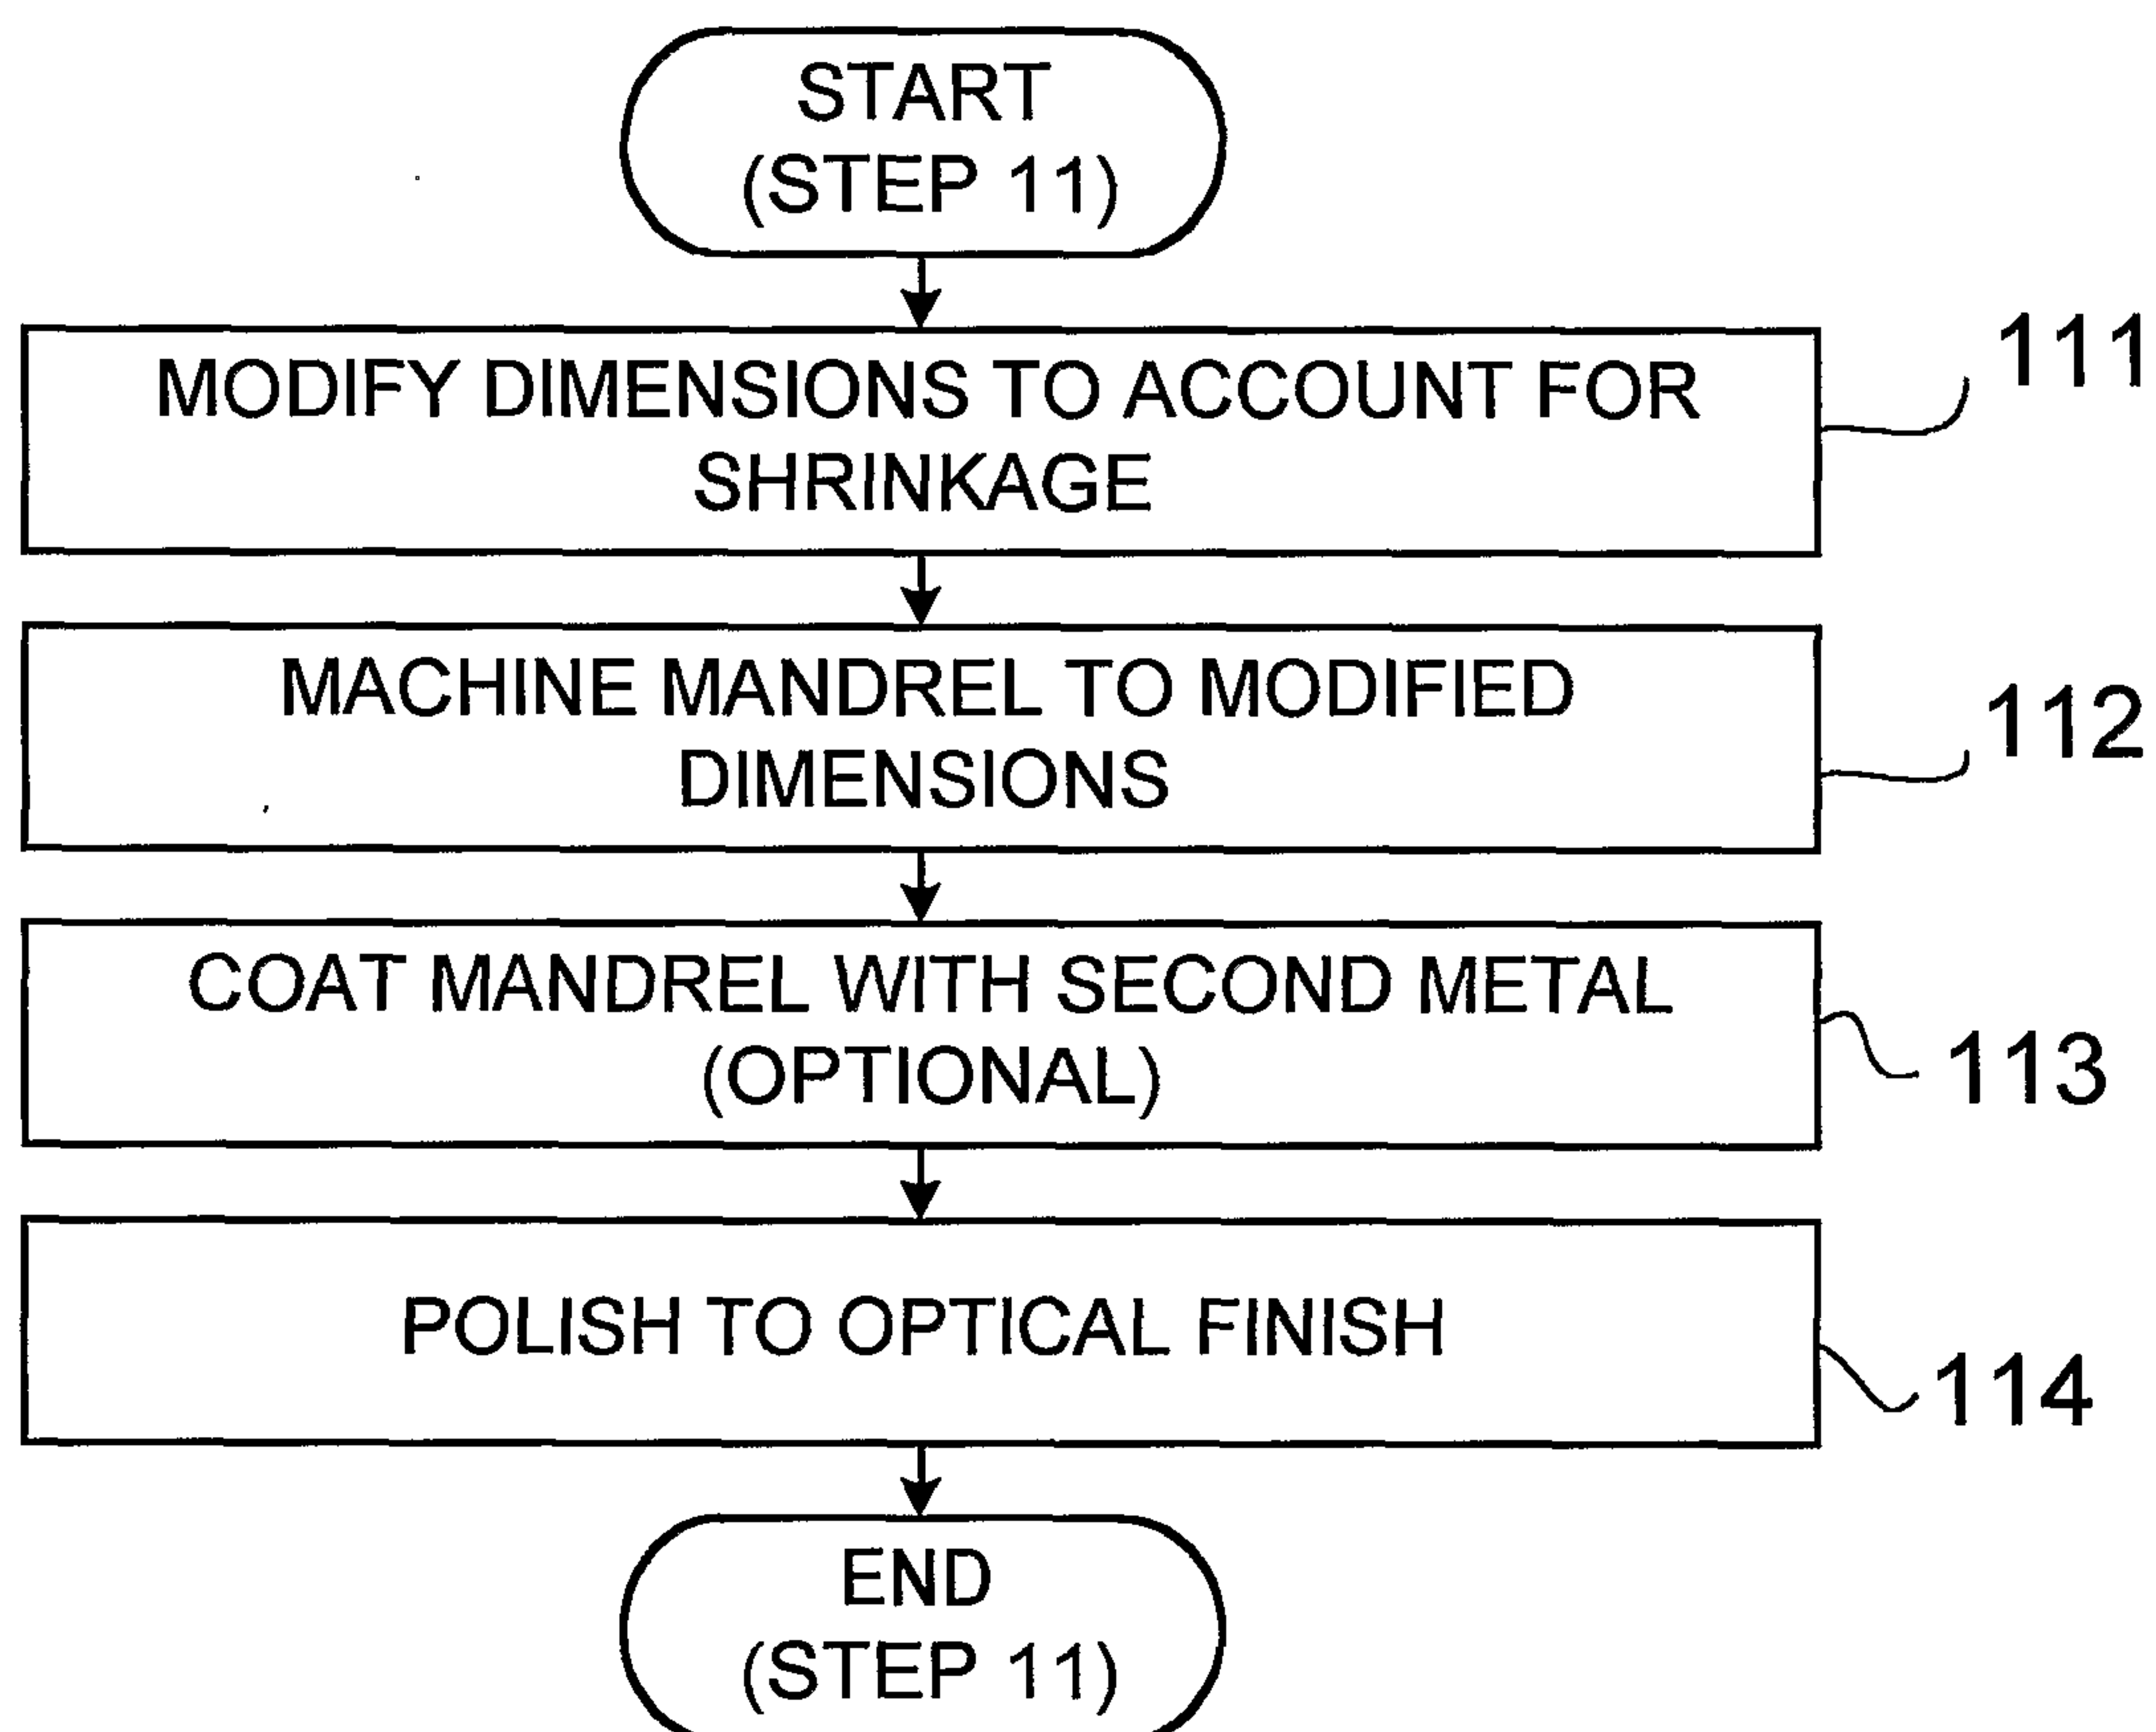 START
(STEP 11)
MODIFY DIMENSIONS TO ACCOUNT FOR
SHRINKAGE
111
MACHINE MANDREL TO MODIFIED
DIMENSIONS
112
COAT MANDREL WITH SECOND METAL
(OPTIONAL)
113
POLISH TO OPTICAL FINISH
114
END
(STEP 11)